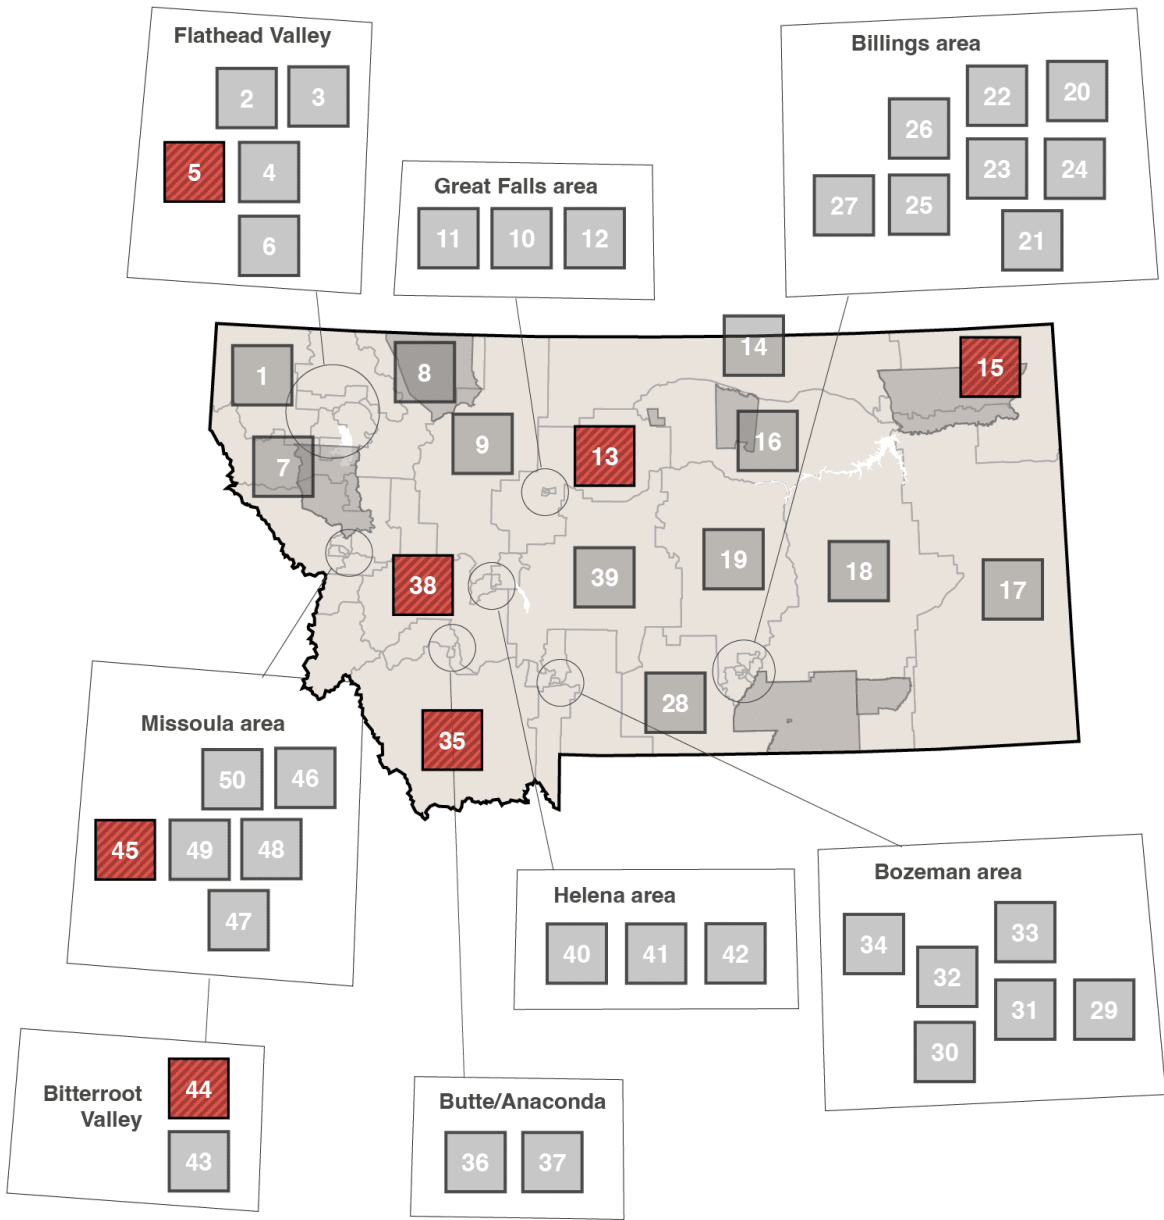 Flathead Valley
2 3
5 4
6
Great Falls area
11 10 12
Billings area
22 20
26
23 24
27 25
21
14
15
1
8
9
13
16
7
38
39
19
18
17
28
35
Missoula area
50 46
45 49 48
47
Helena area
40 41 42
Bozeman area
33
34
32
31 29
30
Bitterroot
Valley
44
43
Butte/Anaconda
36 37